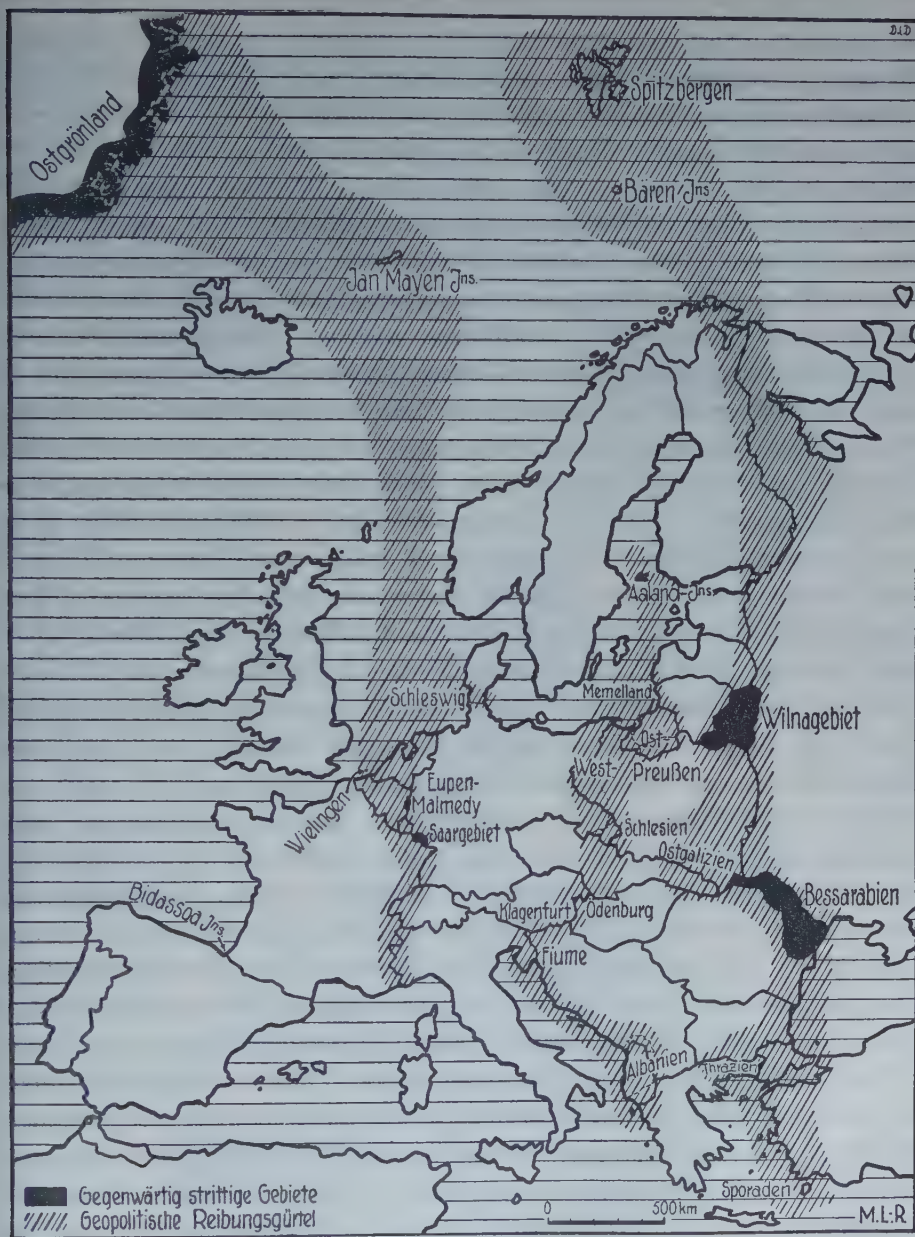 D.i.D
Ostgrönland
Spitzbergen
Bären Jns
Jan Mayen Jns.
Aaland-Jns
Schleswig
Memelland
Wilnagebiet
Ost-
West-
Preußen
Eupen-
Malmedy
Wielingen
Saargebiet
Schlesien
Ostgalizien
Bidassoa Jns.
Klagenfurt
Ödenburg
Bessarabien
Fiume
Albanien
Thrazien
Sporaden
Gegenwärtig strittige Gebiete
Geopolitische Reibungsgürtel
0 500 km
M.L:R